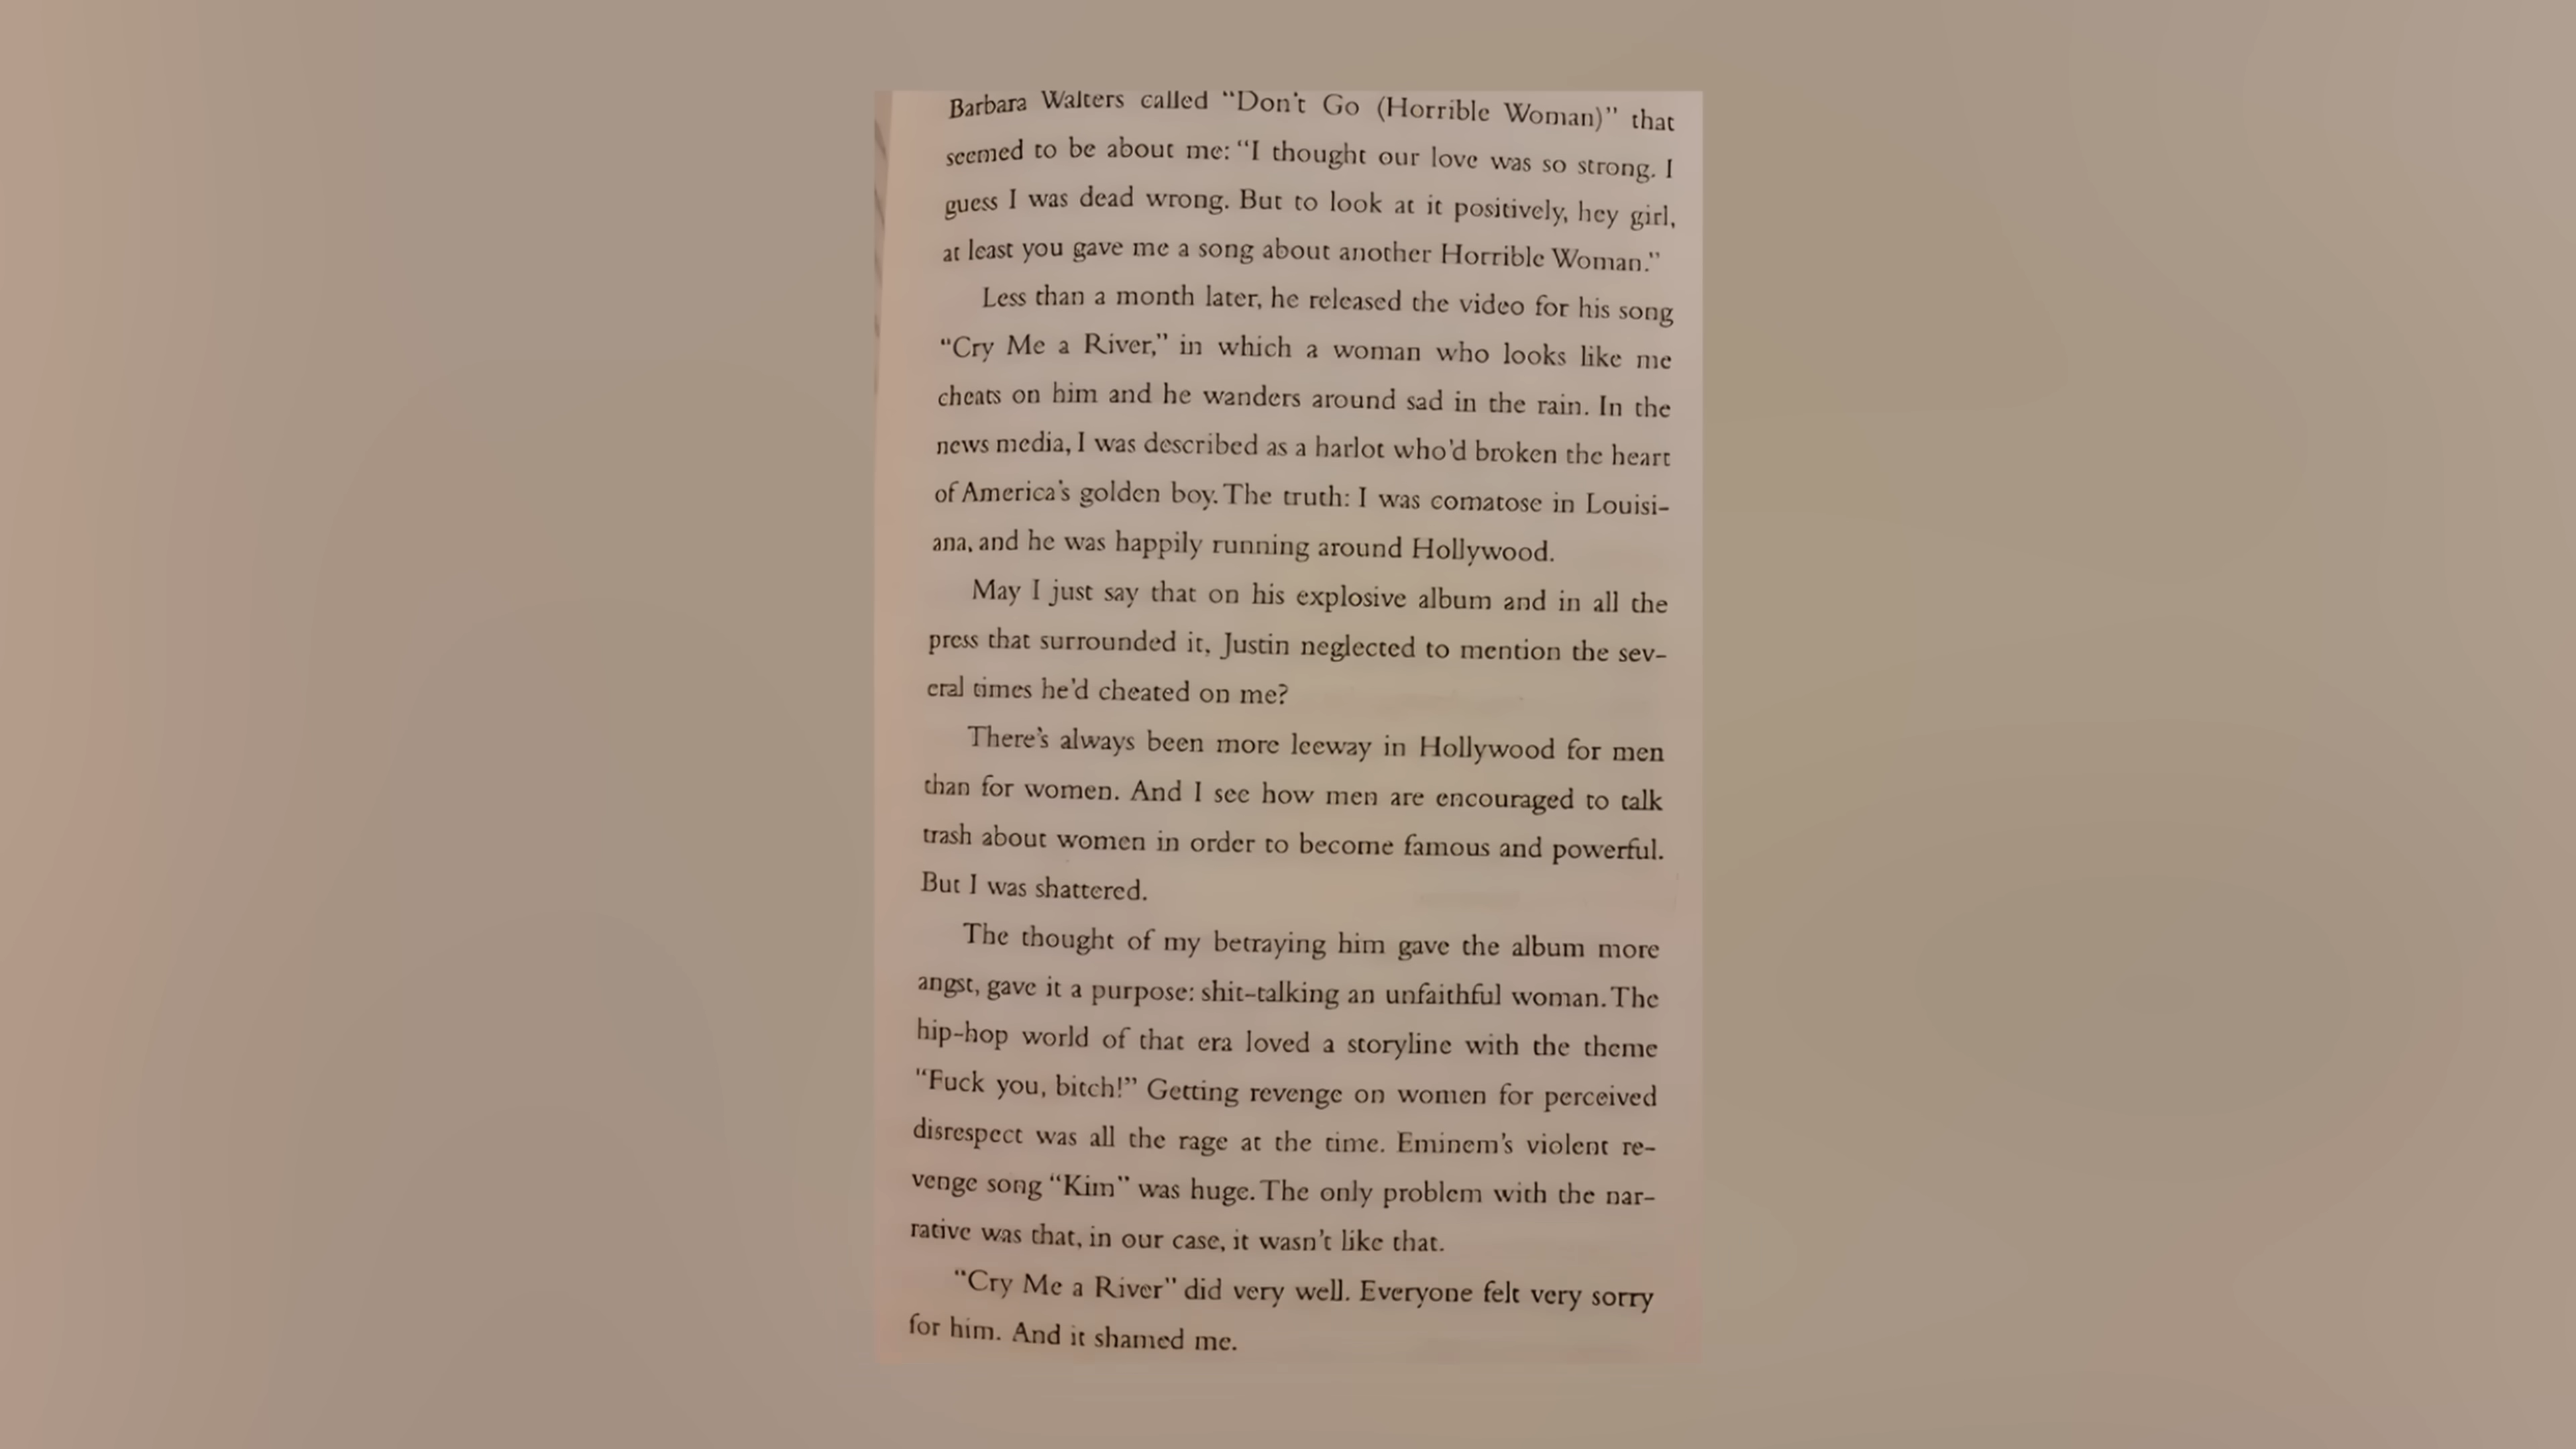 Barbara Walters called “Don’t Go (Horrible Woman)” that
seemed to be about me: “I thought our love was so strong. I
guess I was dead wrong. But to look at it positively, hey girl,
at least you gave me a song about another Horrible Woman.”
Less than a month later, he released the video for his song
“Cry Me a River,” in which a woman who looks like me
cheats on him and he wanders around sad in the rain. In the
news media, I was described as a harlot who’d broken the heart
of America’s golden boy. The truth: I was comatose in Louisi-
ana, and he was happily running around Hollywood.
May I just say that on his explosive album and in all the
press that surrounded it, Justin neglected to mention the sev-
eral times he’d cheated on me?
There’s always been more leeway in Hollywood for men
than for women. And I see how men are encouraged to talk
trash about women in order to become famous and powerful.
But I was shattered.
The thought of my betraying him gave the album more
angst, gave it a purpose: shit-talking an unfaithful woman. The
hip-hop world of that era loved a storyline with the theme
“Fuck you, bitch!” Getting revenge on women for perceived
disrespect was all the rage at the time. Eminem’s violent re-
venge song “Kim” was huge. The only problem with the nar-
rative was that, in our case, it wasn’t like that.
“Cry Me a River” did very well. Everyone felt very sorry
for him. And it shamed me.